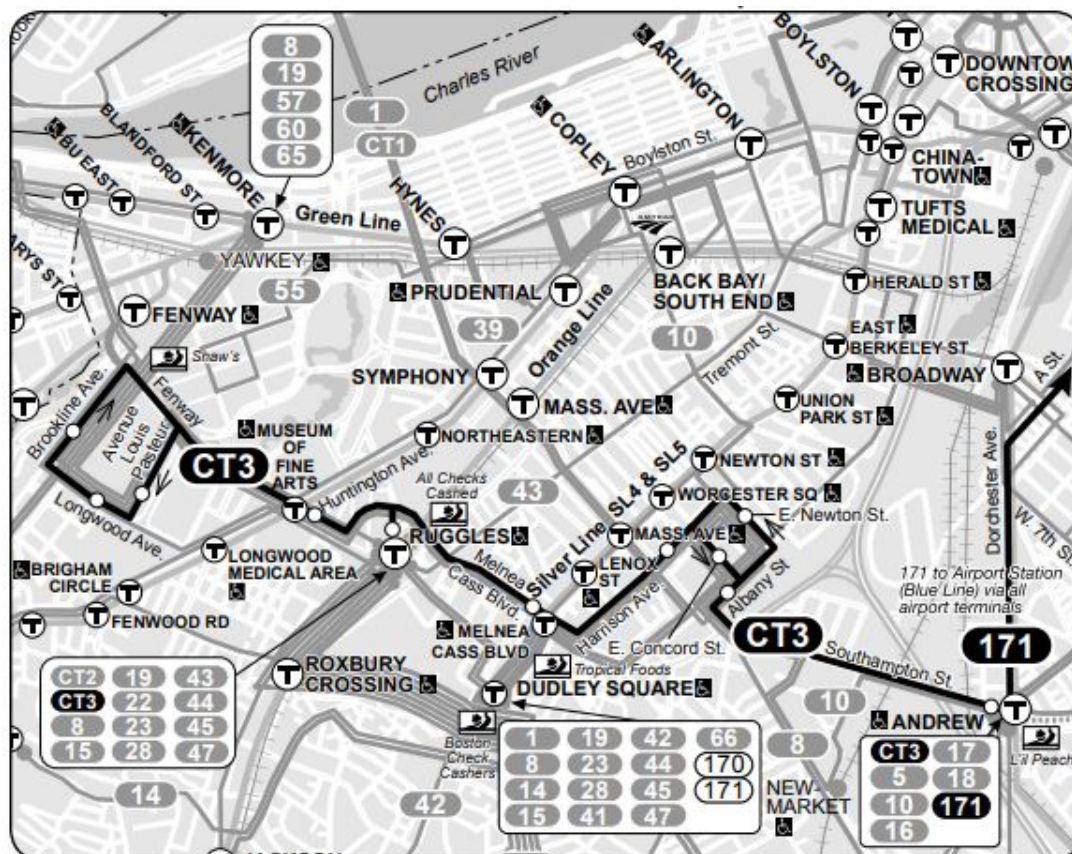 8
19
57
60
65
1
CT1
Charles River
ARLINGTON
BOYLSTON
DOWNTOWN
CROSSING
COPLEY
Boylston St.
CHINA-
TOWN
TUFTS
MEDICAL
KENMORE
BLANDFORD ST
BU EAST
HYNES
Green Line
YAWKEY
55
FENWAY
Shaw's
PRUDENTIAL
BACK BAY/
SOUTH END
HERALD ST
EAST
BERKELEY ST
BROADWAY
A St.
39
10
Orange Line
Tremont St.
SYMPHONY
MASS. AVE
UNION
PARK ST
Brookline Ave.
Fenway
Avenue
Louis
Pasteur
Longwood Ave.
CT3
MUSEUM
OF
FINE
ARTS
Huntington Ave.
NORTHEASTERN
All Checks
Cashed
43
NEWTON ST
WORCESTER SQ
E. Newton St.
MASS. AVE
Silver Line SL4 & SL5
RUGGLES
LENOX
ST
Melnea
Cass Blvd.
Harrison Ave.
Albany St
E. Concord St.
Dorchester Ave.
W. 7th St.
171 to Airport Station
(Blue Line) via all
airport terminals
171
BRIGHAM
CIRCLE
LONGWOOD
MEDICAL AREA
FENWOOD RD
MELNEA
CASS BLVD
CT3
Southampton St.
Tropical Foods
ROXBURY
CROSSING
DUDLEY SQUARE
Boston
Check
Cashers
CT2 19 43
CT3 22 44
8 23 45
15 28 47
1 19 42 66
8 23 44 170
14 28 45 171
15 41 47
10
8
NEW-
MARKET
ANDREW
CT3 17
5 18
10 171
16
L'il Peach
14
42